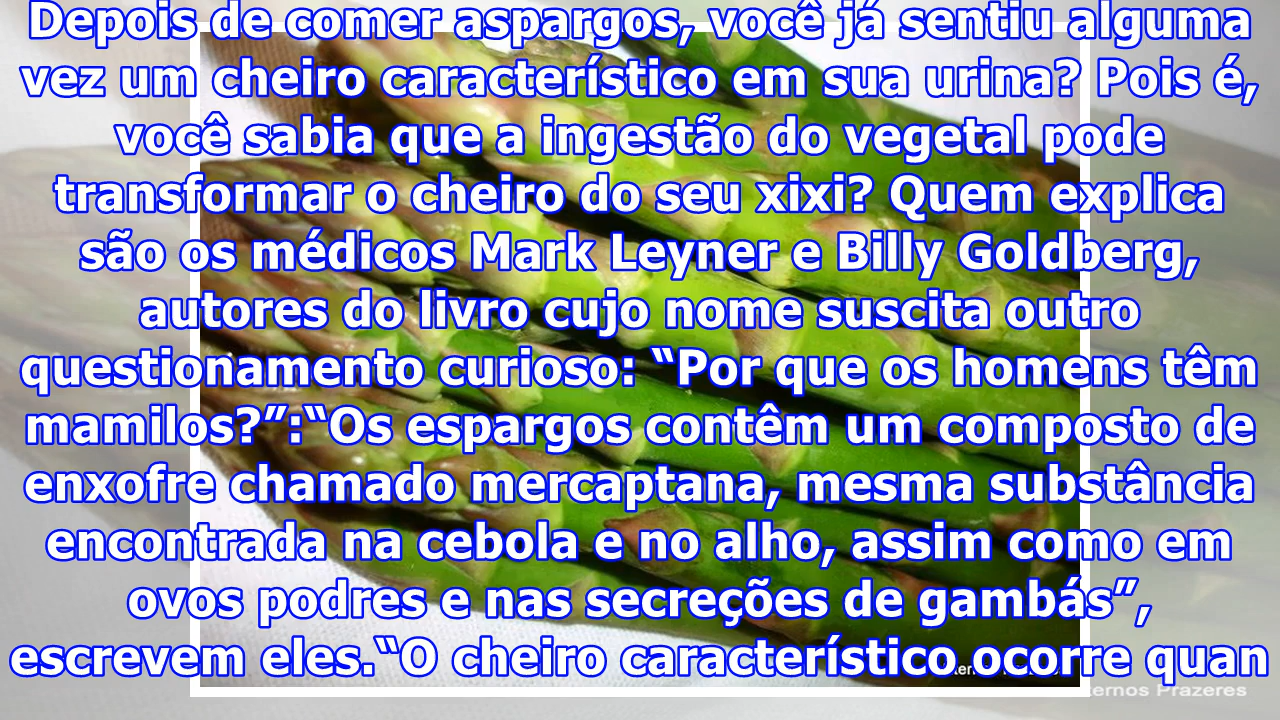 Depois de comer aspargos, você já sentiu alguma
vez um cheiro característico em sua urina? Pois é,
você sabia que a ingestão do vegetal pode
transformar o cheiro do seu xixi? Quem explica
são os médicos Mark Leyner e Billy Goldberg,
autores do livro cujo nome suscita outro
questionamento curioso: “Por que os homens têm
mamilos?”:“Os espargos contêm um composto de
enxofre chamado mercaptana, mesma substância
encontrada na cebola e no alho, assim como em
ovos podres e nas secreções de gambás”,
escrevem eles.“O cheiro característico ocorre quan
ternos Prazeres